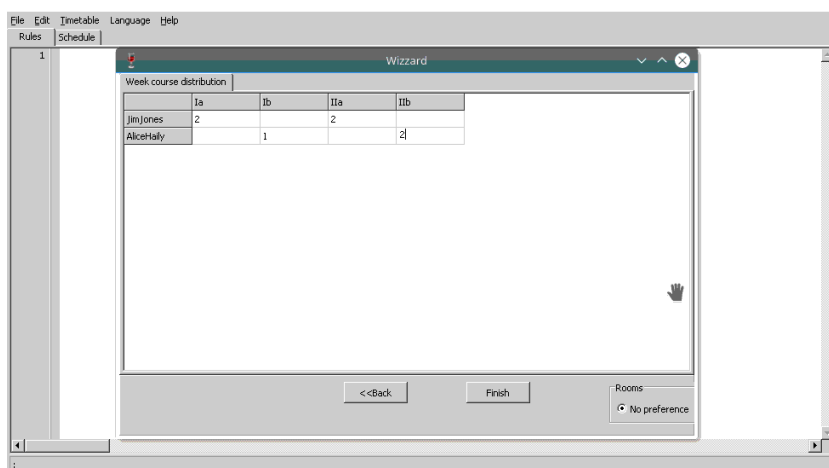 File Edit Timetable Language Help
Rules Schedule
1
Wizzard
Week course distribution
Ia Ib IIa IIb
JimJones 2 2
AliceHaily 1 2
<<Back Finish
Rooms
No preference